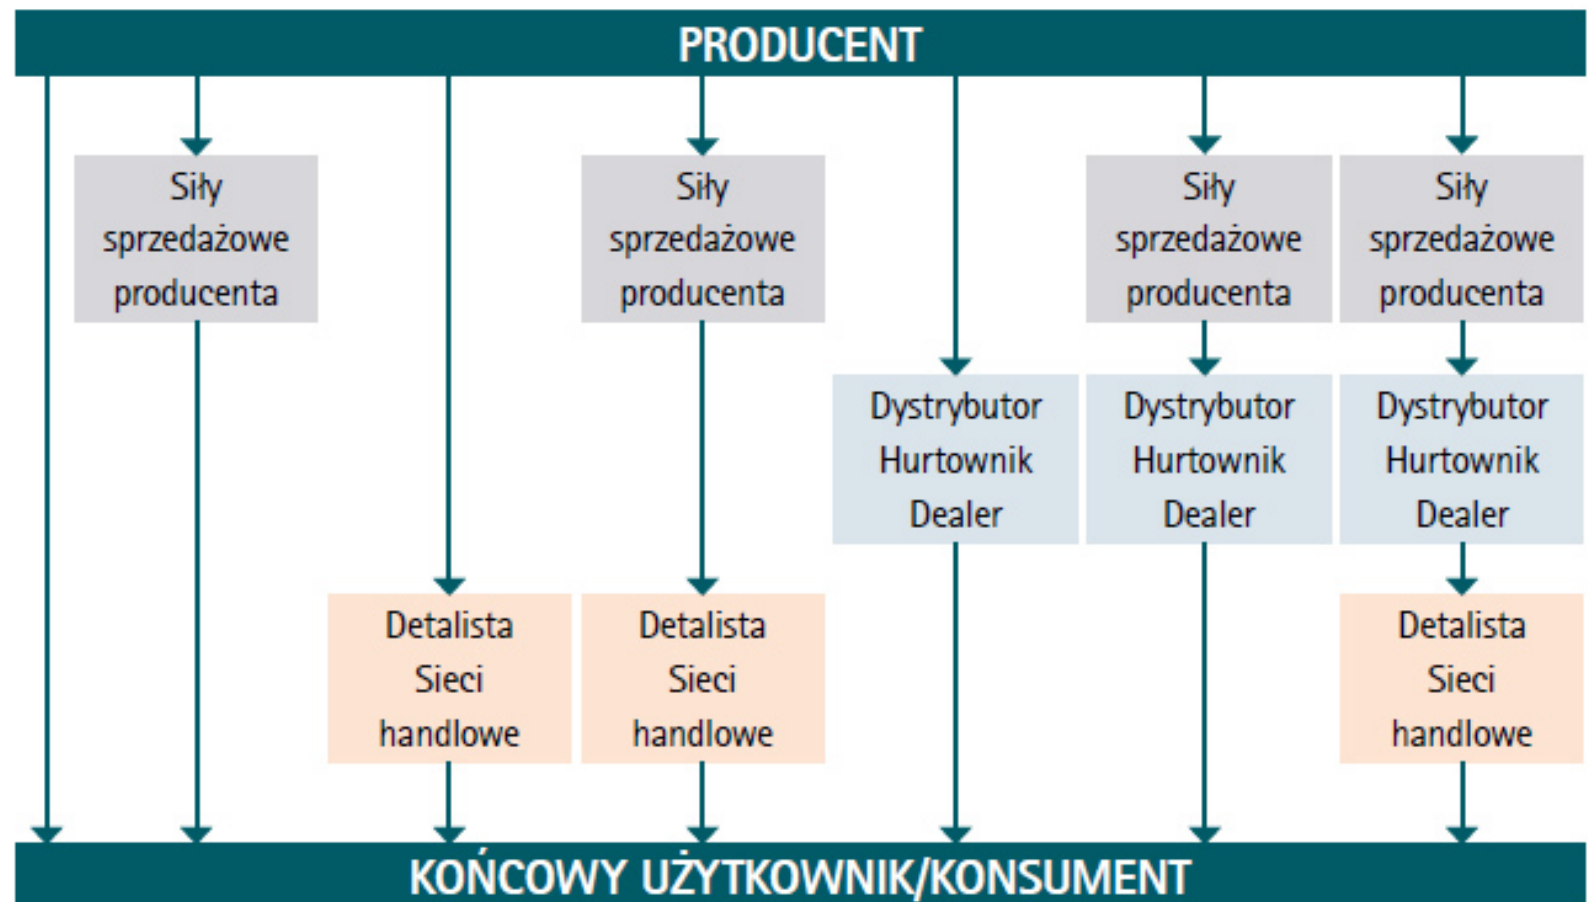 PRODUCENT
Siły
sprzedażowe
producenta
Siły
sprzedażowe
producenta
Siły
sprzedażowe
producenta
Siły
sprzedażowe
producenta
Dystrybutor
Hurtownik
Dealer
Dystrybutor
Hurtownik
Dealer
Dystrybutor
Hurtownik
Dealer
Detalista
Sieci
handlowe
Detalista
Sieci
handlowe
Detalista
Sieci
handlowe
KOŃCOWY UŻYTKOWNIK/KONSUMENT